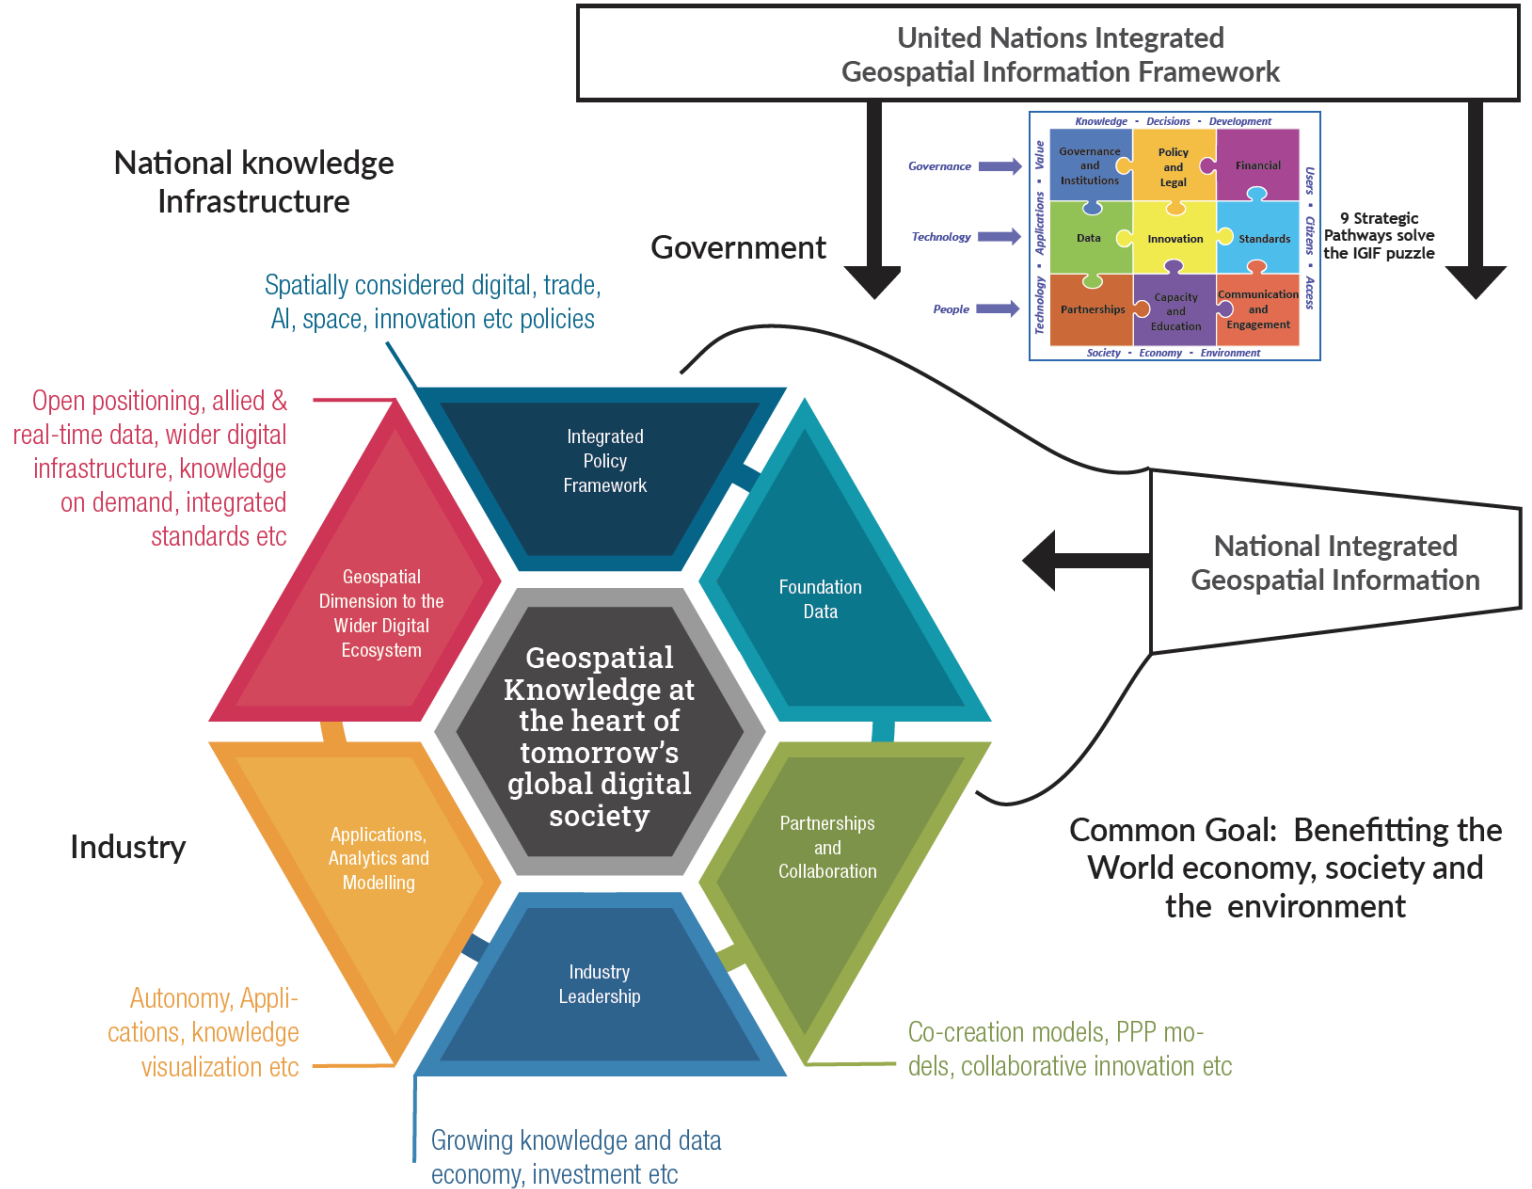 United Nations Integrated
Geospatial Information Framework
National knowledge
Infrastructure
Government
Knowledge - Decisions - Development
Governance
Technology
People
Technology • Applications • Value
Governance
and
Institutions
Policy
and
Legal
Financial
Data
Innovation
Standards
Partnerships
Capacity
and
Education
Communication
and
Engagement
Users • Citizens • Access
Society - Economy - Environment
9 Strategic
Pathways solve
the IGIF puzzle
Spatially considered digital, trade,
AI, space, innovation etc policies
Open positioning, allied &
real-time data, wider digital
infrastructure, knowledge
on demand, integrated
standards etc
Integrated
Policy
Framework
Geospatial
Dimension to the
Wider Digital
Ecosystem
Foundation
Data
National Integrated
Geospatial Information
Geospatial
Knowledge at
the heart of
tomorrow's
global digital
society
Industry
Applications,
Analytics and
Modelling
Partnerships
and
Collaboration
Common Goal: Benefitting the
World economy, society and
the environment
Industry
Leadership
Autonomy, Appli-
cations, knowledge
visualization etc
Co-creation models, PPP mo-
dels, collaborative innovation etc
Growing knowledge and data
economy, investment etc